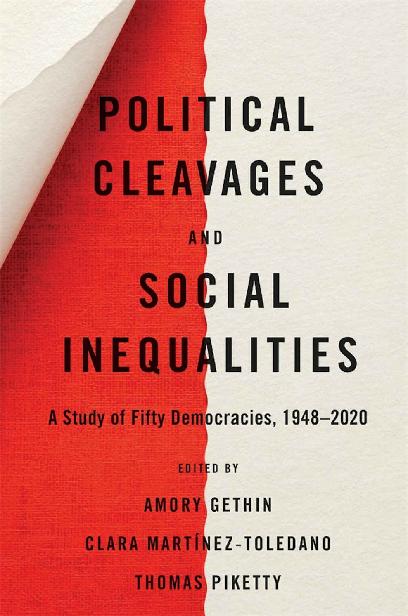 POLITICAL
CLEAVAGES
AND
SOCIAL
INEQUALITIES
A Study of Fifty Democracies, 1948–2020
EDITED BY
AMORY GETHIN
CLARA MARTÍNEZ-TOLEDANO
THOMAS PIKETTY